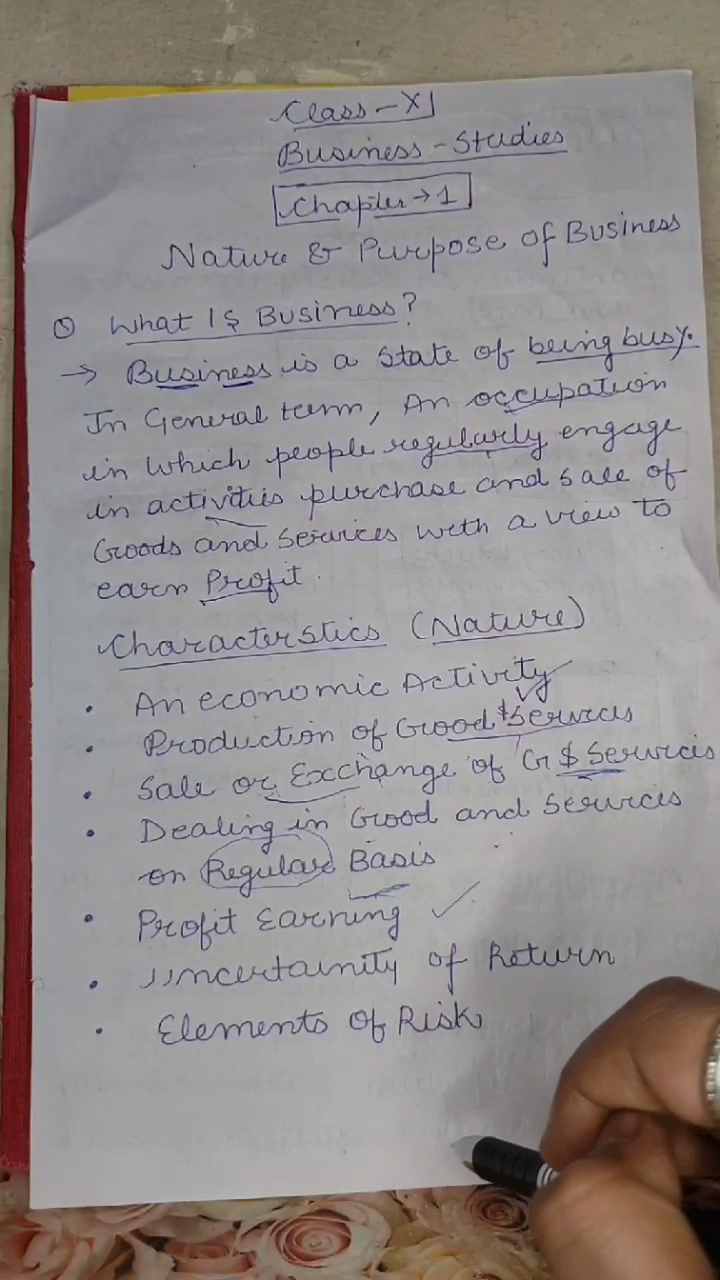 Class-XI
Business-Studies
Chapter→1
Nature & Purpose of Business
What Is Business?
→ Business is a State of being busy.
In General term, An occupation
in which people regularly engage
in activitis purchase and sale of
Goods and Services with a view to
earn Profit.
Characterstics (Nature)
• An economic Activity
• Production of Good & Services
• Sale or Exchange of G & Services
• Dealing in Good and Services
on Regular Basis
• Profit Earning ✓
• Uncertainity of Return
• Elements of Risk